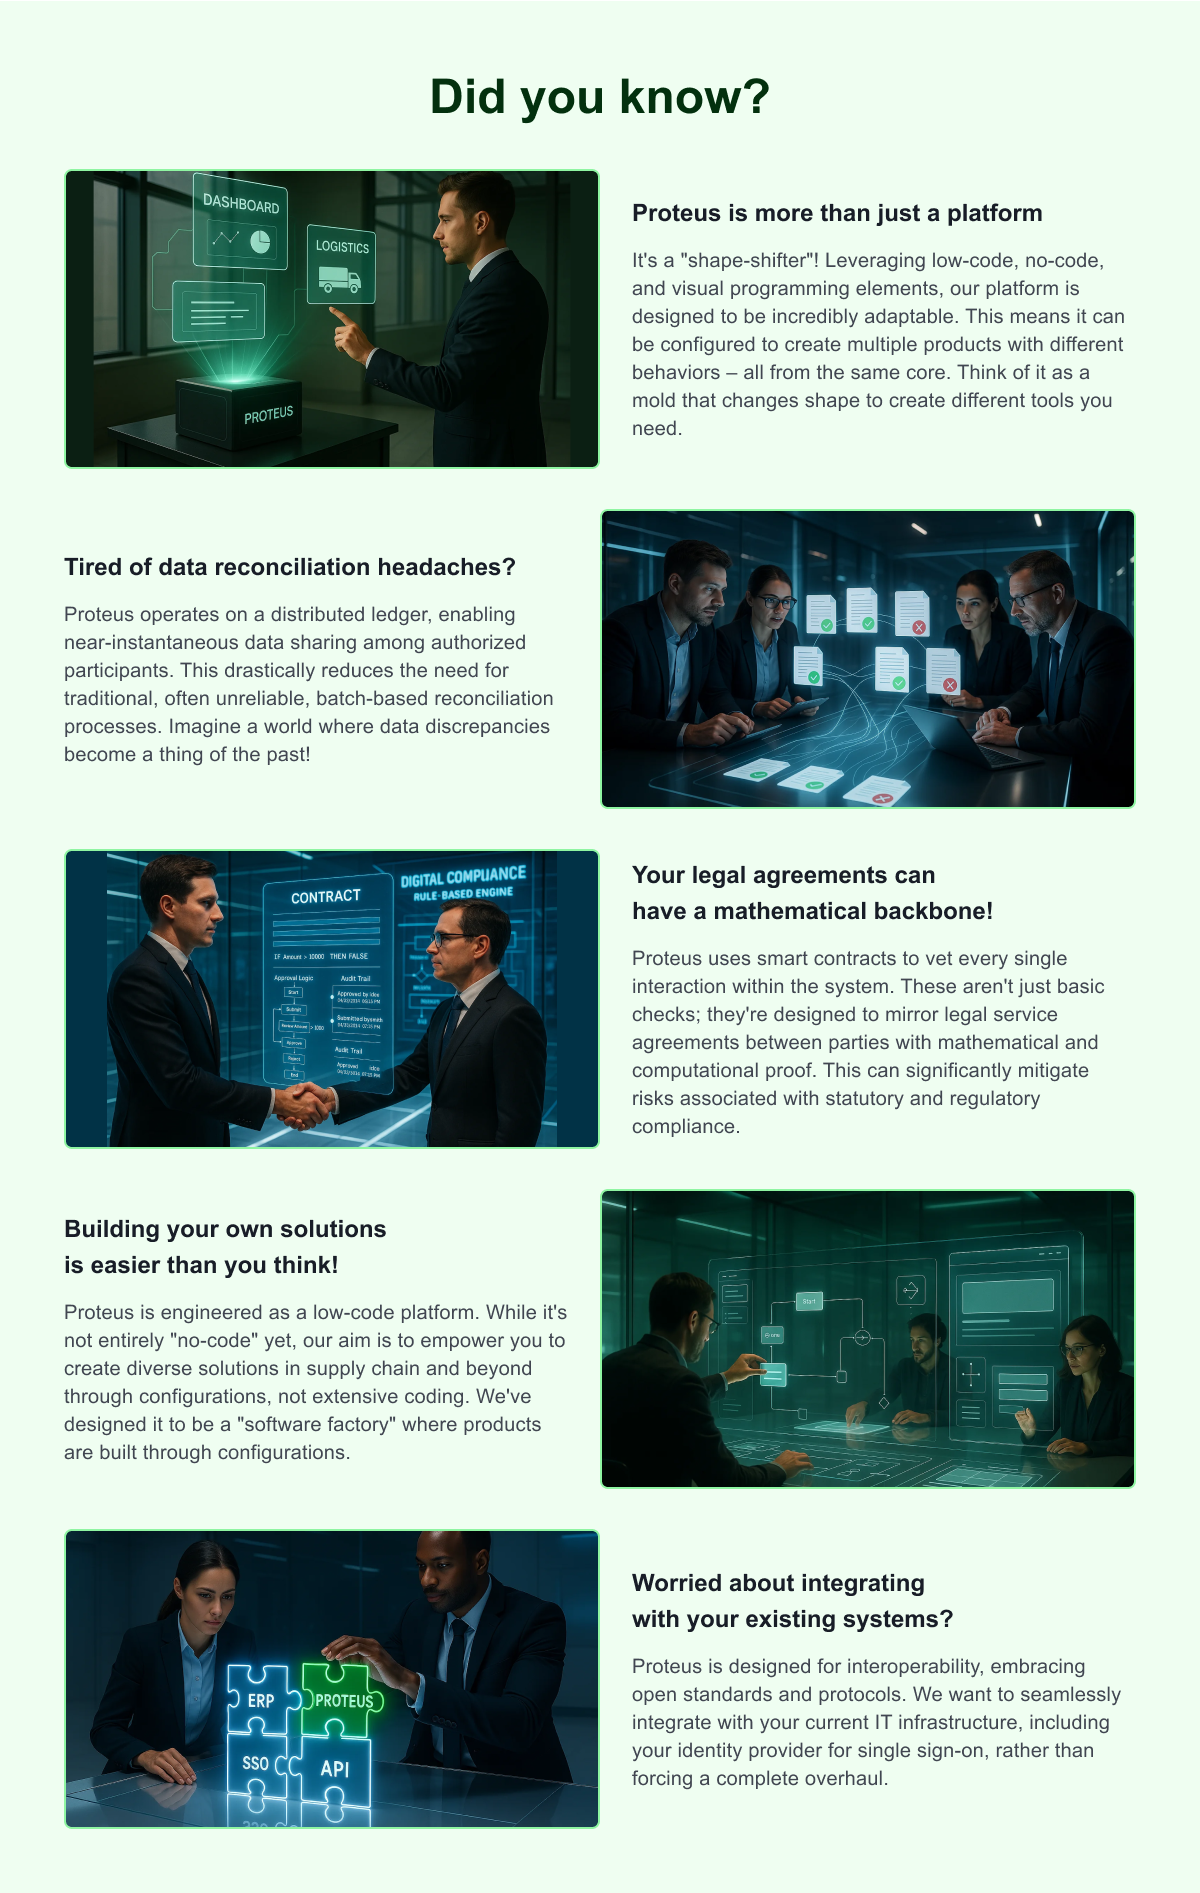 Did you know?
DASHBOARD
LOGISTICS
PROTEUS
Proteus is more than just a platform
It's a "shape-shifter"! Leveraging low-code, no-code,
and visual programming elements, our platform is
designed to be incredibly adaptable. This means it can
be configured to create multiple products with different
behaviors – all from the same core. Think of it as a
mold that changes shape to create different tools you
need.
Tired of data reconciliation headaches?
Proteus operates on a distributed ledger, enabling
near-instantaneous data sharing among authorized
participants. This drastically reduces the need for
traditional, often unreliable, batch-based reconciliation
processes. Imagine a world where data discrepancies
become a thing of the past!
CONTRACT
IF Amount > 10000 THEN FALSE
Approval Logic
Start
Submit
> 1000
Approve
Reject
End
Audit Trail
Approved by
Submitted
Audit Trail
Approved
DIGITAL COMPLIANCE
RULE-BASED ENGINE
Your legal agreements can
have a mathematical backbone!
Proteus uses smart contracts to vet every single
interaction within the system. These aren't just basic
checks; they're designed to mirror legal service
agreements between parties with mathematical and
computational proof. This can significantly mitigate
risks associated with statutory and regulatory
compliance.
Building your own solutions
is easier than you think!
Proteus is engineered as a low-code platform. While it's
not entirely "no-code" yet, our aim is to empower you to
create diverse solutions in supply chain and beyond
through configurations, not extensive coding. We've
designed it to be a "software factory" where products
are built through configurations.
Start
ERP
PROTEUS
SSO
API
Worried about integrating
with your existing systems?
Proteus is designed for interoperability, embracing
open standards and protocols. We want to seamlessly
integrate with your current IT infrastructure, including
your identity provider for single sign-on, rather than
forcing a complete overhaul.